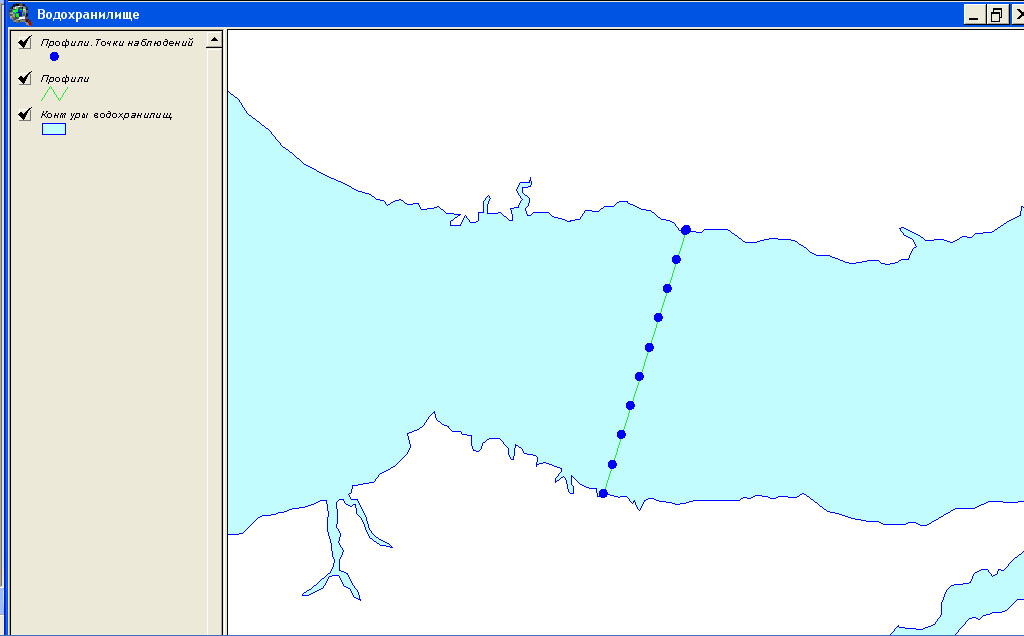 Водохранилище
Профили.Точки наблюдений
Профили
Контуры водохранилищ